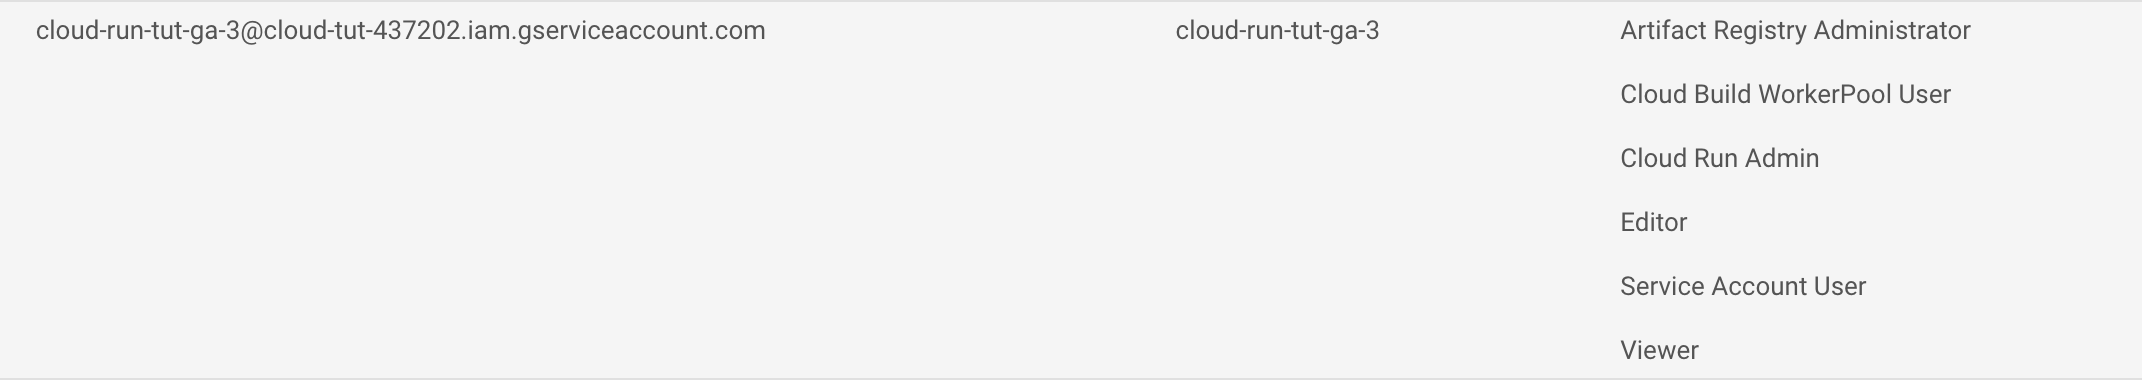 cloud-run-tut-ga-3@cloud-tut-437202.iam.gserviceaccount.com cloud-run-tut-ga-3 Artifact Registry Administrator
Cloud Build WorkerPool User
Cloud Run Admin
Editor
Service Account User
Viewer